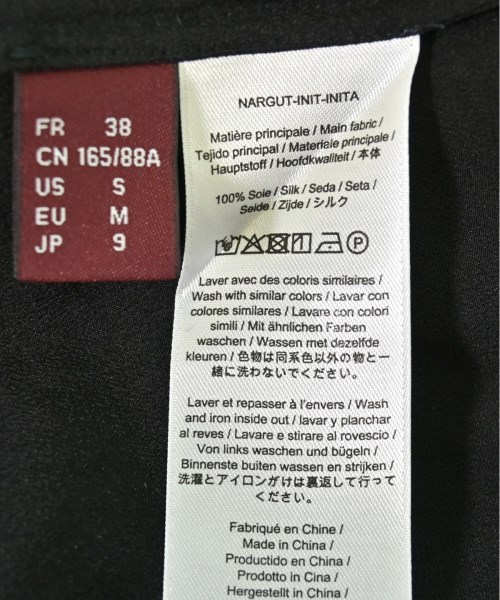 FR 38
CN 165/88A
US S
EU M
JP 9
NARGUT-INIT-INITA
Matière principale / Main fabric /
Tejido principal / Materiale principale /
Hauptstoff / Hoofdkwaliteit / 本体
100% Soie / Silk / Seda / Seta /
Seide / Zijde / シルク
P
Laver avec des coloris similaires /
Wash with similar colors / Lavar con
colores similares / Lavare con colori
simili / Mit ähnlichen Farben
waschen / Wassen met dezelfde
kleuren / 色物は同系色以外の物と一
緒に洗わないでください。
Laver et repasser à l'envers / Wash
and iron inside out / lavar y planchar
al reves / Lavare e stirare al rovescio /
Von links waschen und bügeln /
Binnenste buiten wassen en strijken /
洗濯とアイロンがけは裏返して行って
ください。
Fabriqué en Chine /
Made in China /
Producido en China /
Prodotto in Cina /
Hergestellt in China /